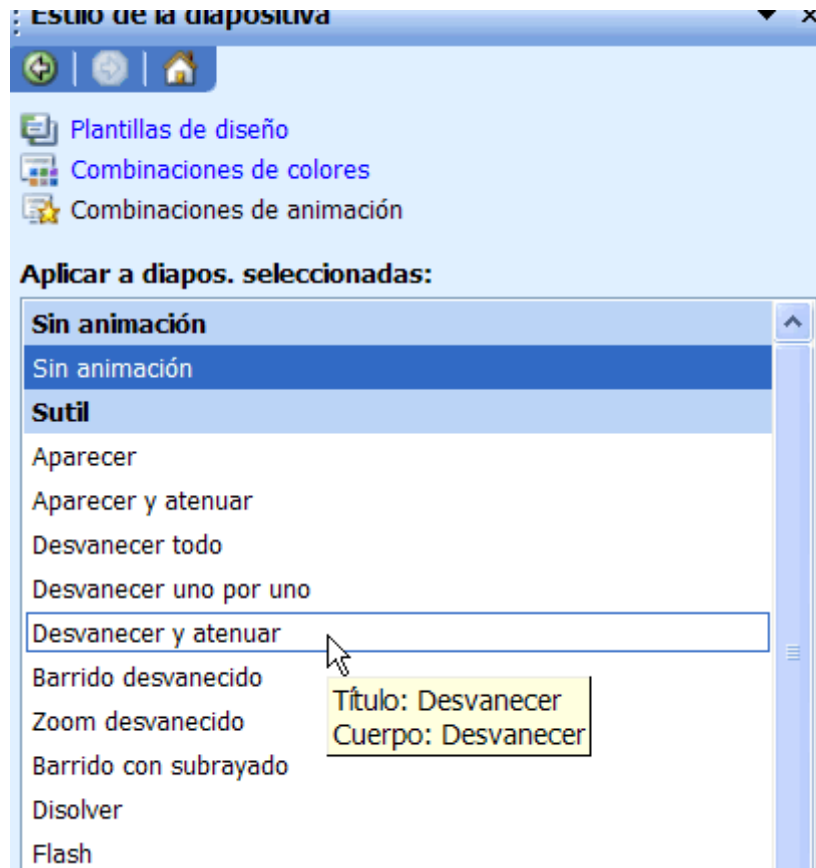 Estilo de la diapositiva
Plantillas de diseño
Combinaciones de colores
Combinaciones de animación
Aplicar a diapos. seleccionadas:
Sin animación
Sin animación
Sutil
Aparecer
Aparecer y atenuar
Desvanecer todo
Desvanecer uno por uno
Desvanecer y atenuar
Barrido desvanecido
Título: Desvanecer
Zoom desvanecido
Cuerpo: Desvanecer
Barrido con subrayado
Disolver
Flash